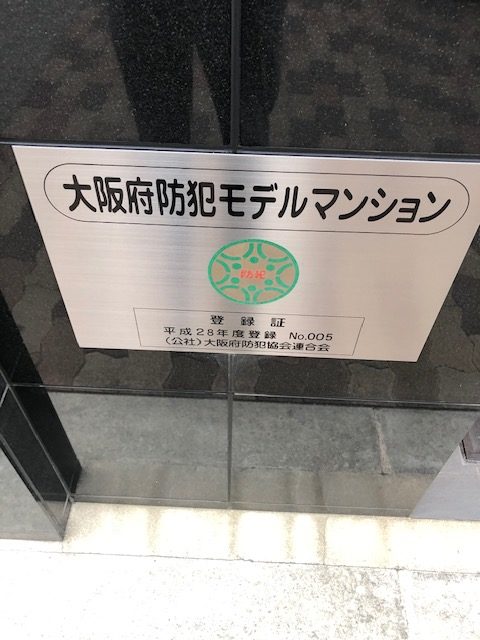 大阪府防犯モデルマンション
防犯
登録証
平成28年度登録 No.005
(公社)大阪府防犯協会連合会